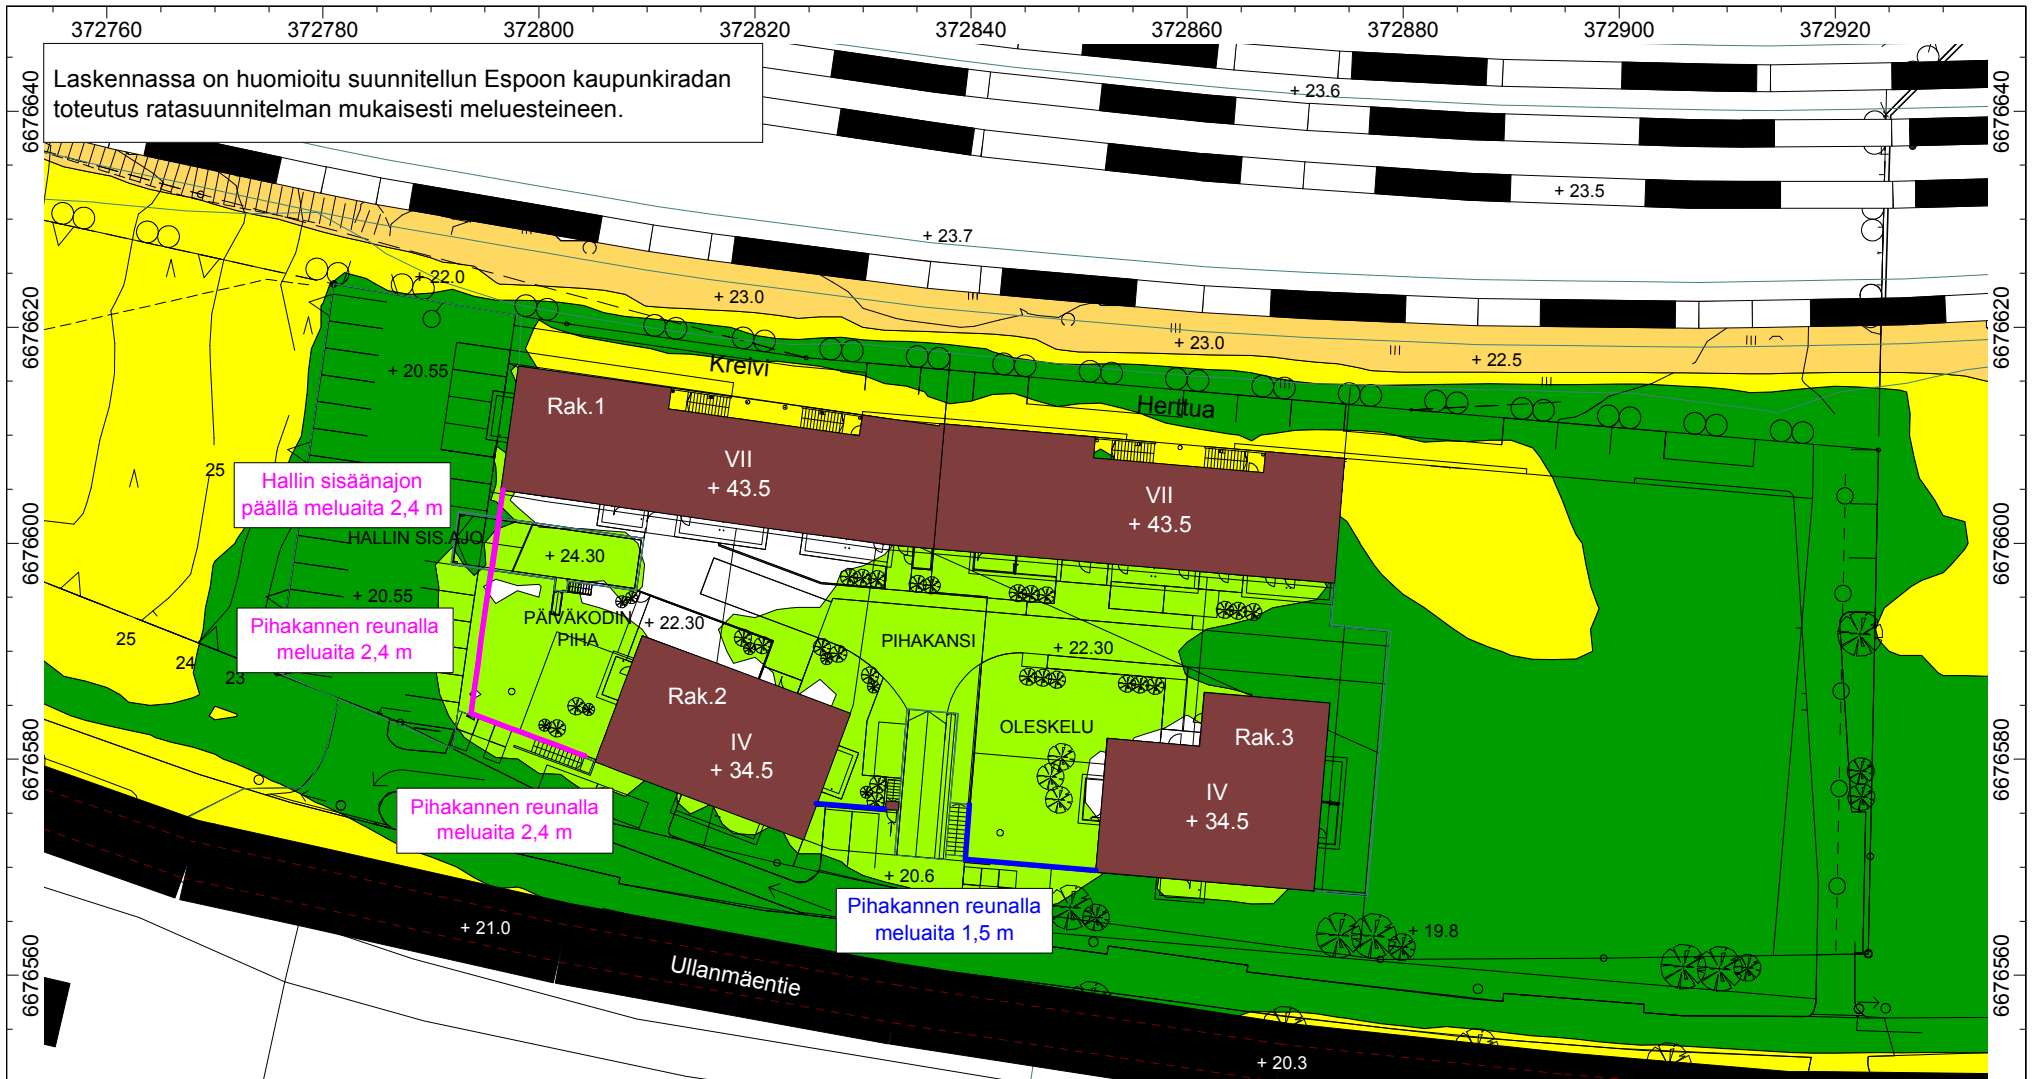 372760 372780 372800 372820 372840 372860 372880 372900 372920
Laskennassa on huomioitu suunnitellun Espoon kaupunkiradan
toteutus ratasuunnitelman mukaisesti meluesteineen.
6676640
6676640
+ 23.6
+ 23.5
+ 23.7
+ 22.0
+ 23.0
6676620
6676620
+ 23.0
+ 22.5
Kreivi
+ 20.55
Herttua
Rak.1
VII
+ 43.5
VII
+ 43.5
25
Hallin sisäänajon
päällä meluaita 2,4 m
HALLIN SIS.AJO
+ 24.30
6676600
6676600
+ 20.55
PÄIVÄKODIN
PIHA
+ 22.30
PIHAKANSI
+ 22.30
Pihakannen reunalla
meluaita 2,4 m
25
24
23
Rak.2
IV
+ 34.5
OLESKELU
Rak.3
IV
+ 34.5
6676580
6676580
Pihakannen reunalla
meluaita 2,4 m
+ 20.6
Pihakannen reunalla
meluaita 1,5 m
+ 21.0
+ 19.8
Ullanmäentie
6676560
6676560
+ 20.3